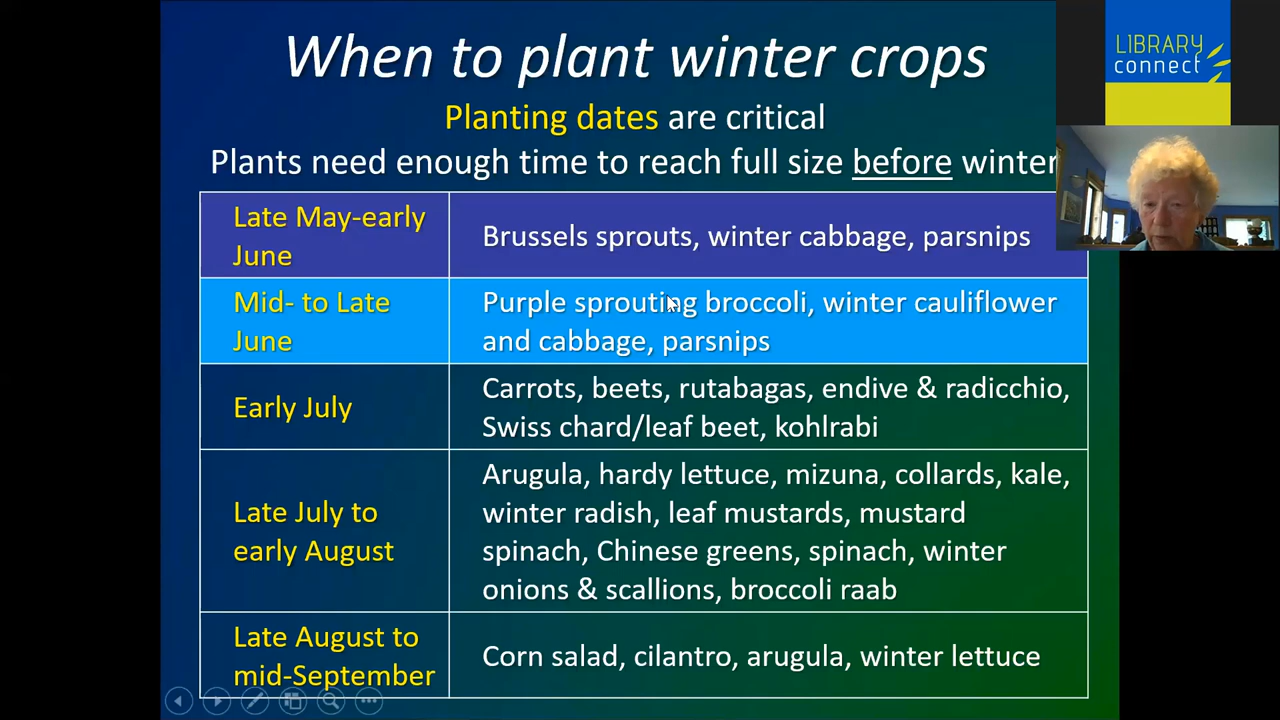 When to plant winter crops
Planting dates are critical
Plants need enough time to reach full size before winter
LIBRARY
connect
Late May-early
June
Brussels sprouts, winter cabbage, parsnips
Mid- to Late
June
Purple sprouting broccoli, winter cauliflower
and cabbage, parsnips
Early July
Carrots, beets, rutabagas, endive & radicchio,
Swiss chard/leaf beet, kohlrabi
Late July to
early August
Arugula, hardy lettuce, mizuna, collards, kale,
winter radish, leaf mustards, mustard
spinach, Chinese greens, spinach, winter
onions & scallions, broccoli raab
Late August to
mid-September
Corn salad, cilantro, arugula, winter lettuce